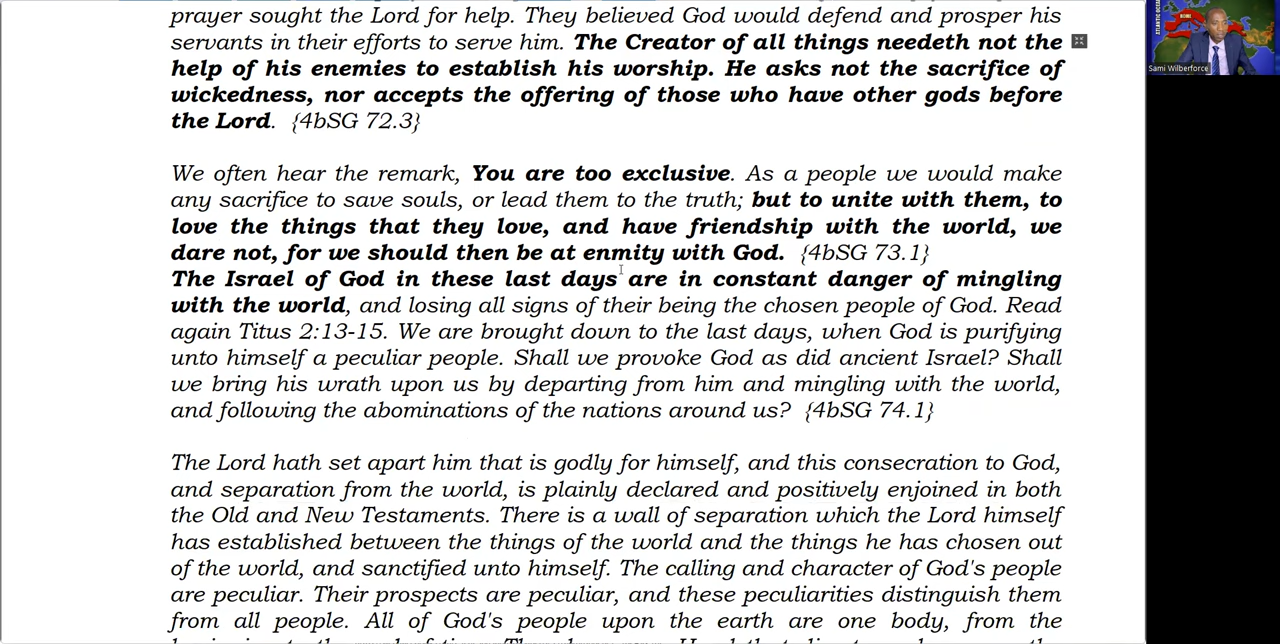 prayer sought the Lord for help. They believed God would defend and prosper his
servants in their efforts to serve him. The Creator of all things needeth not the
help of his enemies to establish his worship. He asks not the sacrifice of
wickedness, nor accepts the offering of those who have other gods before
the Lord. {4bSG 72.3}
We often hear the remark, You are too exclusive. As a people we would make
any sacrifice to save souls, or lead them to the truth; but to unite with them, to
love the things that they love, and have friendship with the world, we
dare not, for we should then be at enmity with God. {4bSG 73.1}
The Israel of God in these last days are in constant danger of mingling
with the world, and losing all signs of their being the chosen people of God. Read
again Titus 2:13-15. We are brought down to the last days, when God is purifying
unto himself a peculiar people. Shall we provoke God as did ancient Israel? Shall
we bring his wrath upon us by departing from him and mingling with the world,
and following the abominations of the nations around us? {4bSG 74.1}
The Lord hath set apart him that is godly for himself, and this consecration to God,
and separation from the world, is plainly declared and positively enjoined in both
the Old and New Testaments. There is a wall of separation which the Lord himself
has established between the things of the world and the things he has chosen out
of the world, and sanctified unto himself. The calling and character of God's people
are peculiar. Their prospects are peculiar, and these peculiarities distinguish them
from all people. All of God's people upon the earth are one body, from the
ATLANTIC OCEAN
ROME
Sami Wilberforce